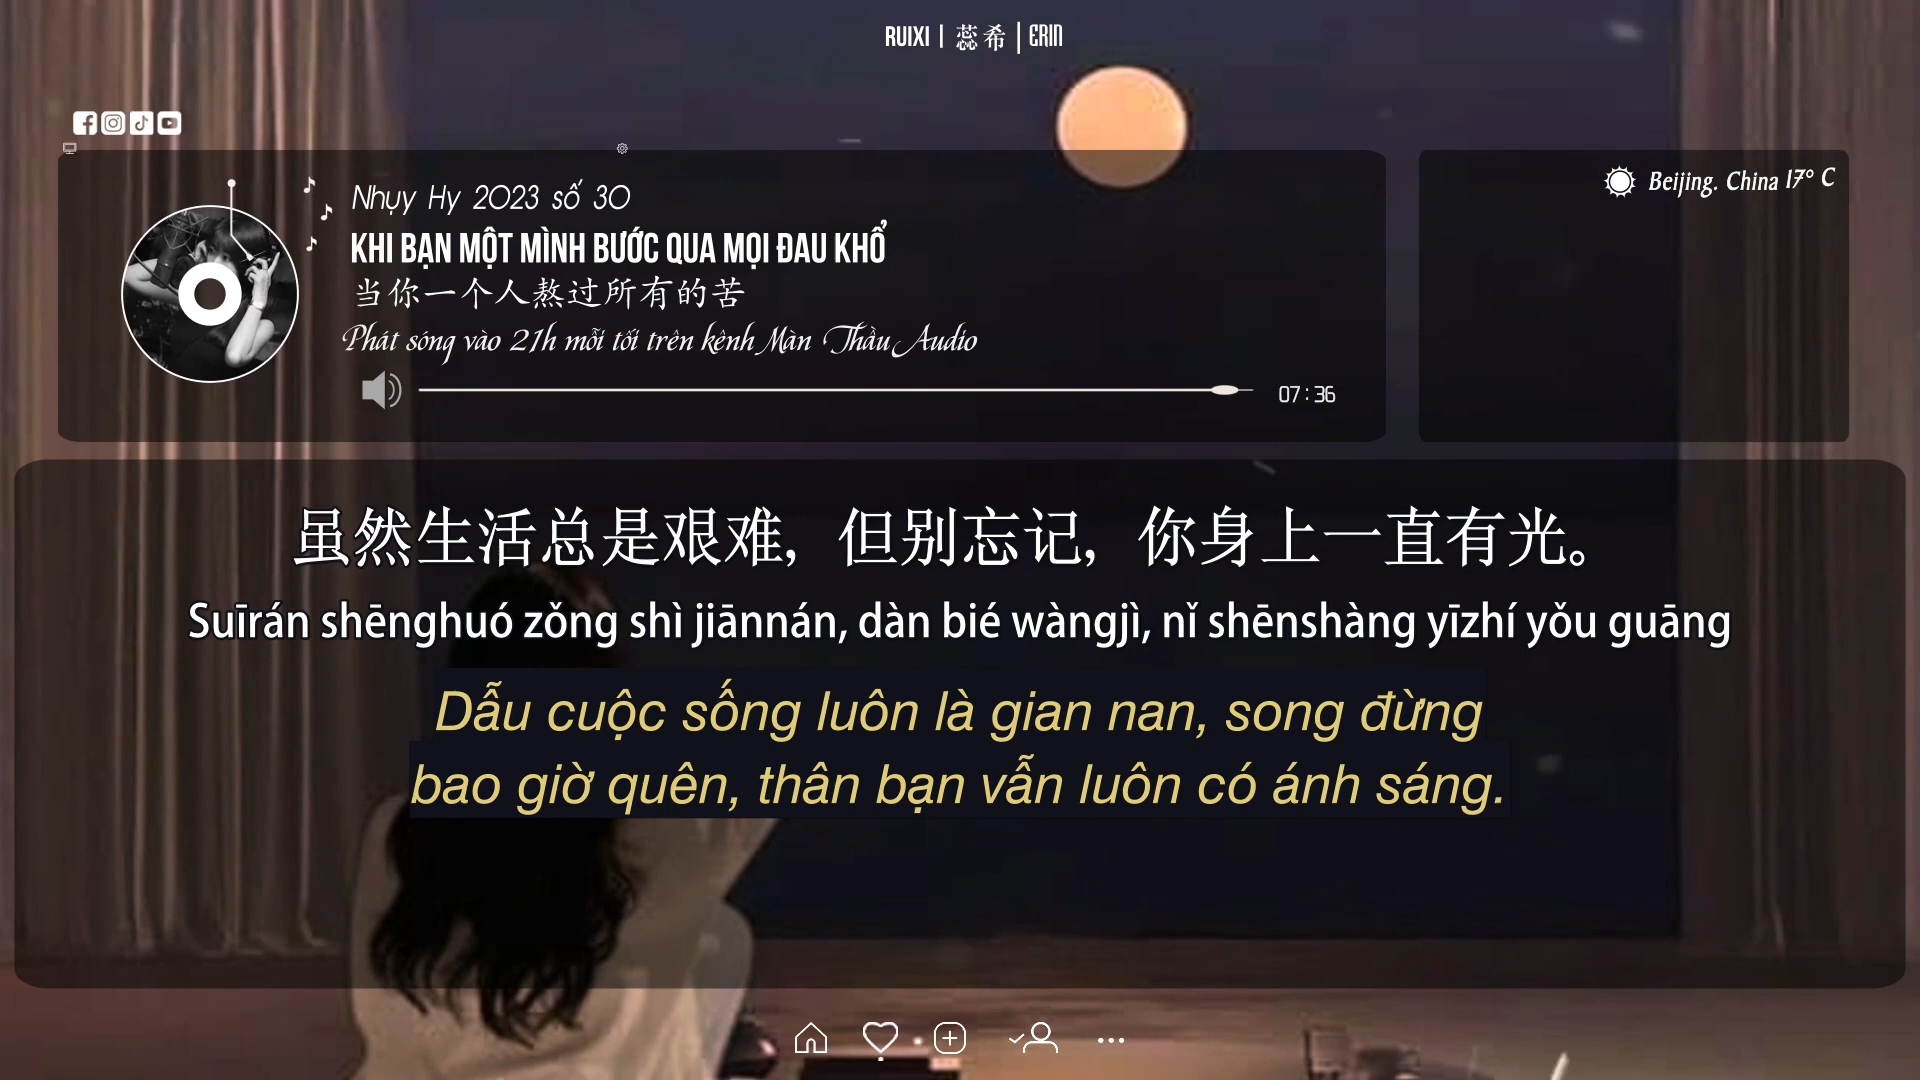 RUIXI | 蕊希 | ERIN
Beijing. China 17° C
Nhụy Hy 2023 số 30
KHI BẠN MỘT MÌNH BƯỚC QUA MỌI ĐAU KHỔ
当你一个人熬过所有的苦
Phát sóng vào 21h mỗi tối trên kênh Màn Thầu Audio
07:36
虽然生活总是艰难，但别忘记，你身上一直有光。
Suīrán shēnghuó zǒng shì jiānnán, dàn bié wàngjì, nǐ shēnshàng yīzhí yǒu guāng
Dẫu cuộc sống luôn là gian nan, song đừng
bao giờ quên, thân bạn vẫn luôn có ánh sáng.